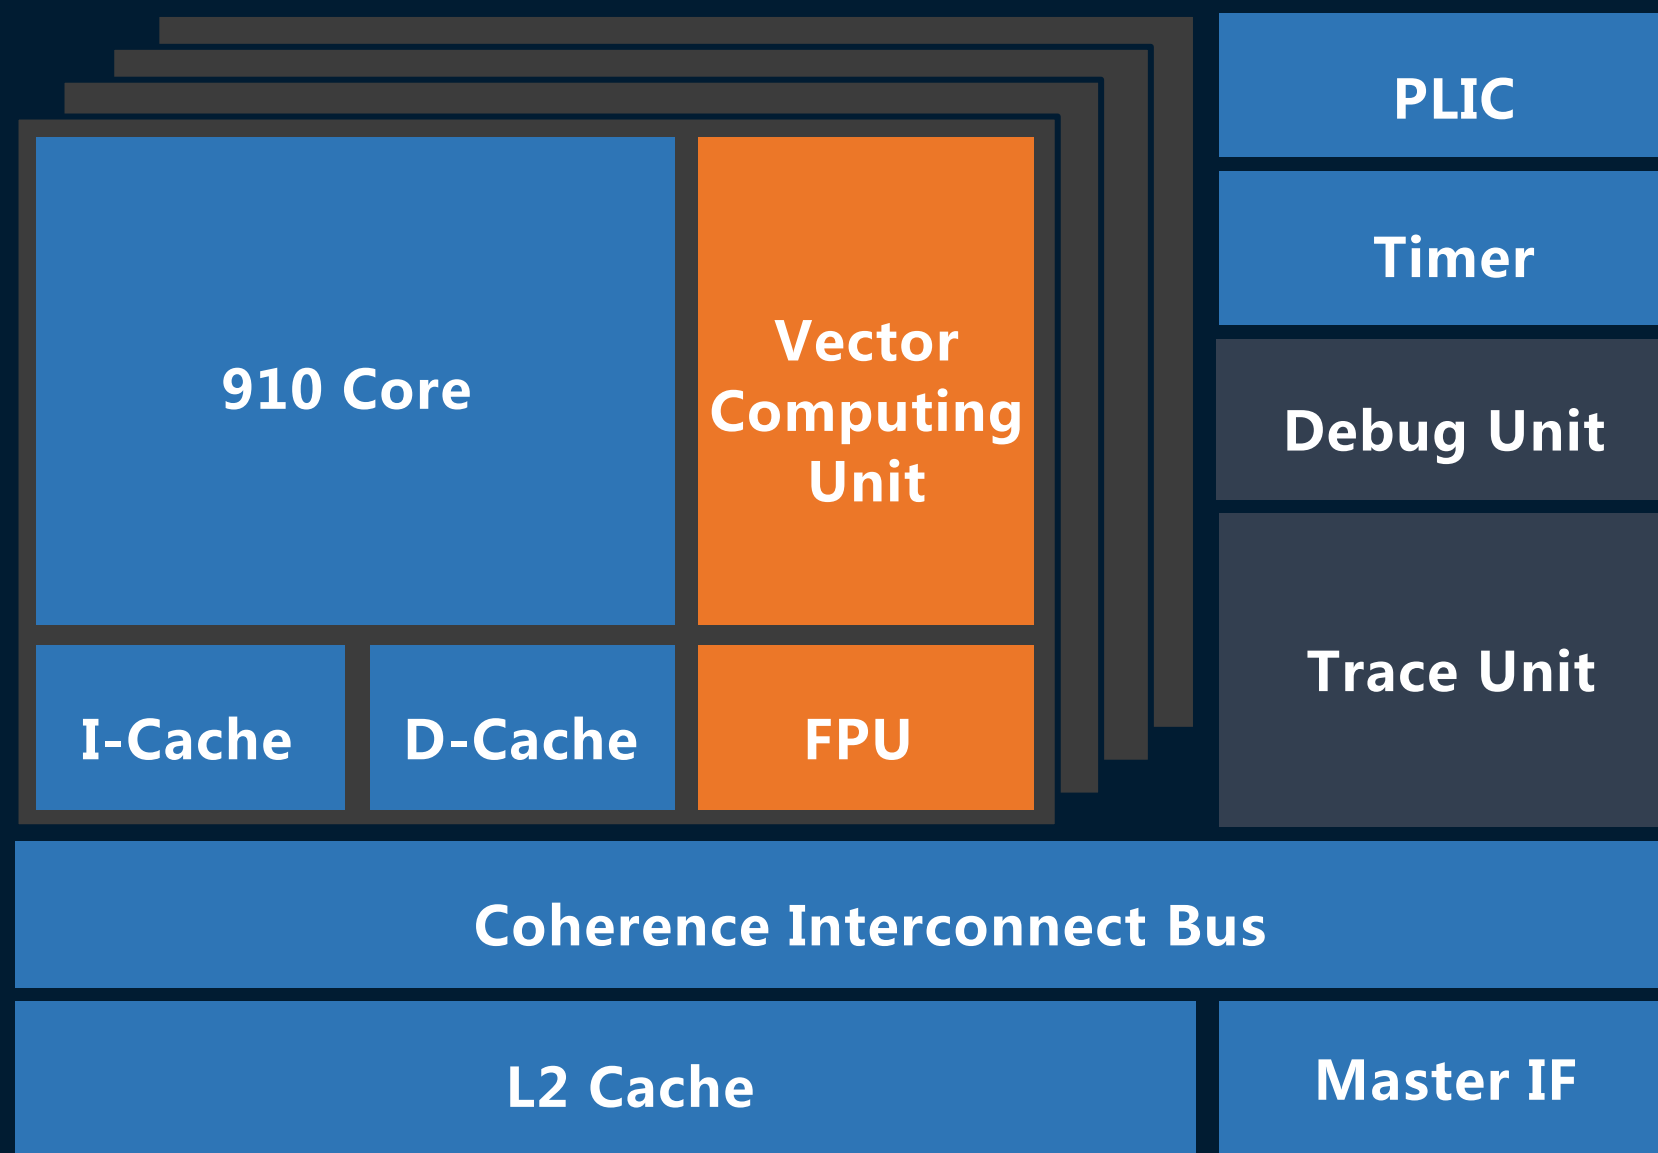 910 Core
Vector
Computing
Unit
I-Cache
D-Cache
FPU
PLIC
Timer
Debug Unit
Trace Unit
Coherence Interconnect Bus
L2 Cache
Master IF